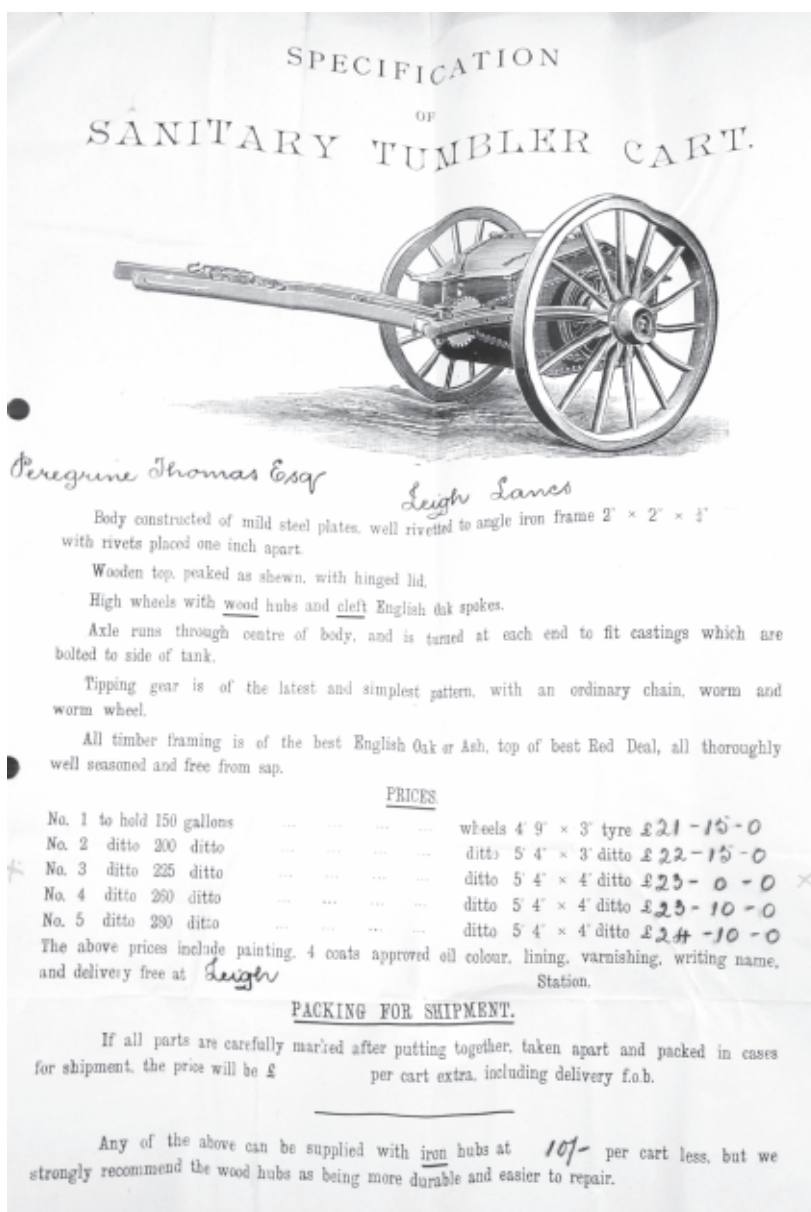 SPECIFICATION
OF
SANITARY TUMBLER CART.
Peregrine Thomas Esq
Leigh Lancs
Body constructed of mild steel plates, well rivetted to angle iron frame 2" × 2" × ¼"
with rivets placed one inch apart.
Wooden top, peaked as shewn, with hinged lid.
High wheels with wood hubs and cleft English Oak spokes.
Axle runs through centre of body, and is turned at each end to fit castings which are
bolted to side of tank.
Tipping gear is of the latest and simplest pattern, with an ordinary chain, worm and
worm wheel.
All timber framing is of the best English Oak or Ash, top of best Red Deal, all thoroughly
well seasoned and free from sap.
PRICES.
No. 1 to hold 150 gallons ... ... ... ... wheels 4' 9" × 3" tyre £21-15-0
No. 2 ditto 200 ditto ... ... ... ... ditto 5' 4" × 3" ditto £22-15-0
No. 3 ditto 225 ditto ... ... ... ... ditto 5' 4" × 4" ditto £23-0-0
No. 4 ditto 260 ditto ... ... ... ... ditto 5' 4" × 4" ditto £23-10-0
No. 5 ditto 280 ditto ... ... ... ... ditto 5' 4" × 4" ditto £24-10-0
The above prices include painting, 4 coats approved oil colour, lining, varnishing, writing name,
and delivery free at Leigh Station.
PACKING FOR SHIPMENT.
If all parts are carefully marked after putting together, taken apart and packed in cases
for shipment, the price will be £ per cart extra, including delivery f.o.b.
Any of the above can be supplied with iron hubs at 10/- per cart less, but we
strongly recommend the wood hubs as being more durable and easier to repair.